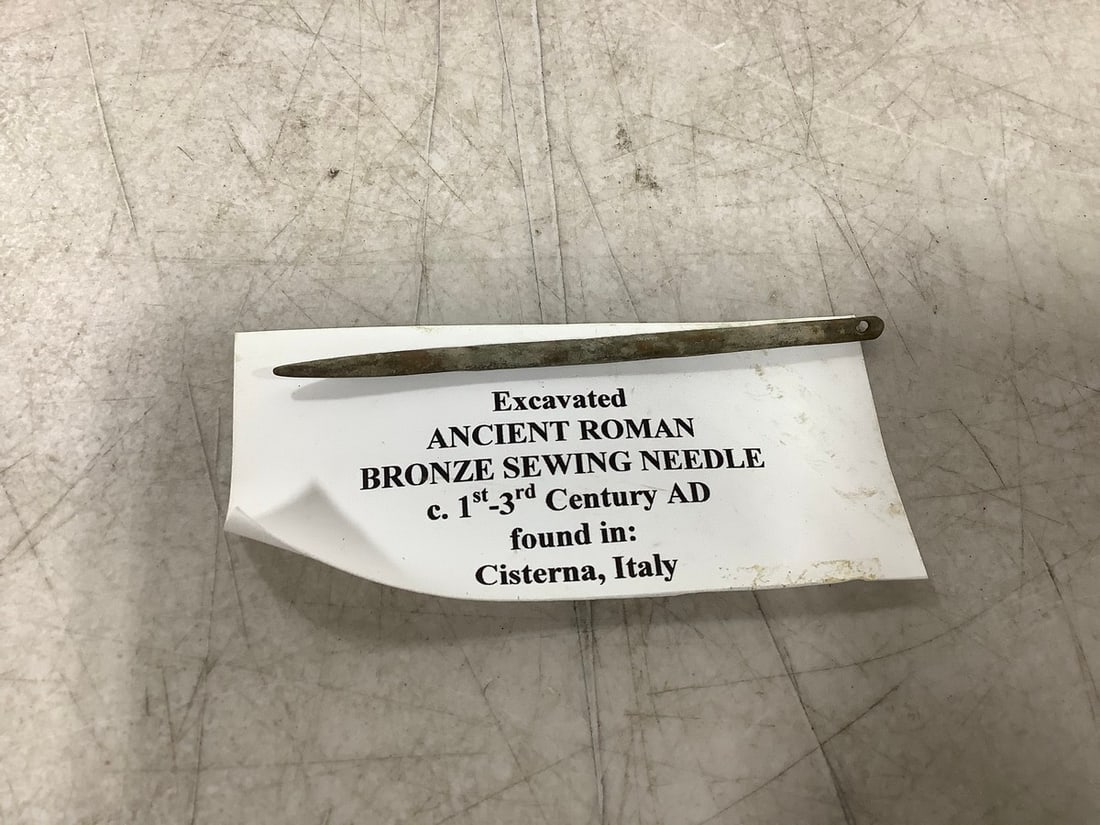 Excavated
ANCIENT ROMAN
BRONZE SEWING NEEDLE
c. 1st-3rd Century AD
found in:
Cisterna, Italy